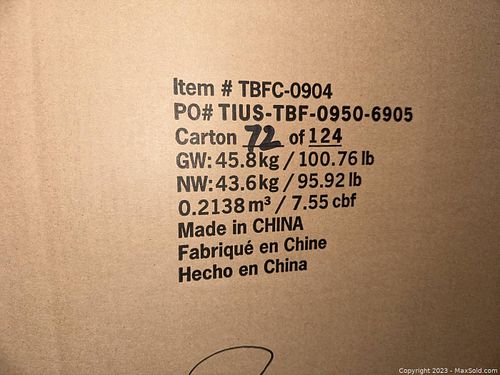 Item # TBFC-0904
PO# TIUS-TBF-0950-6905
Carton 72 of 124
GW: 45.8kg / 100.76 lb
NW: 43.6kg / 95.92 lb
0.2138 m³ / 7.55 cbf
Made in CHINA
Fabriqué en Chine
Hecho en China
Copyright 2023 - MaxSold.com